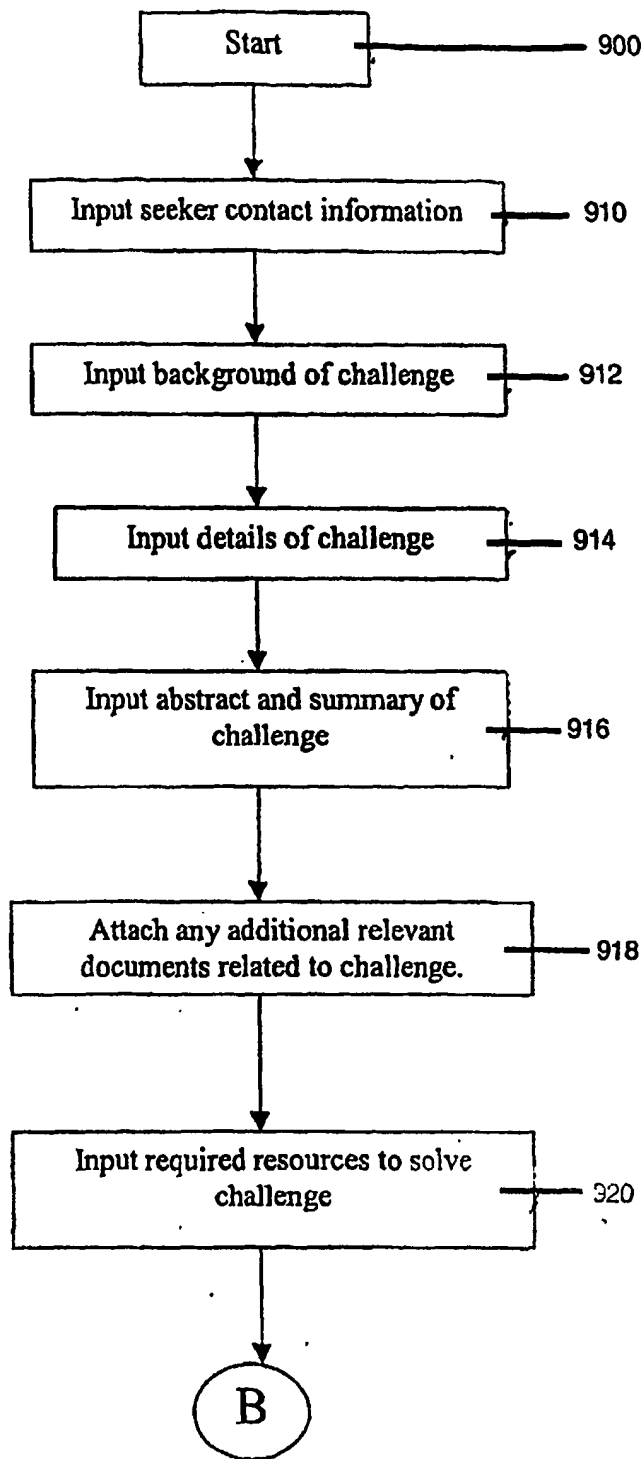 Start
900
Input seeker contact information
910
Input background of challenge
912
Input details of challenge
914
Input abstract and summary of
challenge
916
Attach any additional relevant
documents related to challenge.
918
Input required resources to solve
challenge
920
B